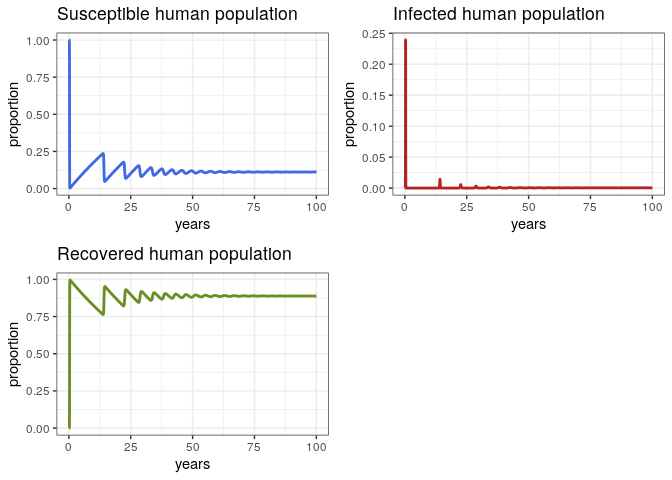 Susceptible human population
1.00
0.75
0.50
0.25
0.00
proportion
0 25 50 75 100
years
Infected human population
0.25
0.20
0.15
0.10
0.05
0.00
proportion
0 25 50 75 100
years
Recovered human population
1.00
0.75
0.50
0.25
0.00
proportion
0 25 50 75 100
years